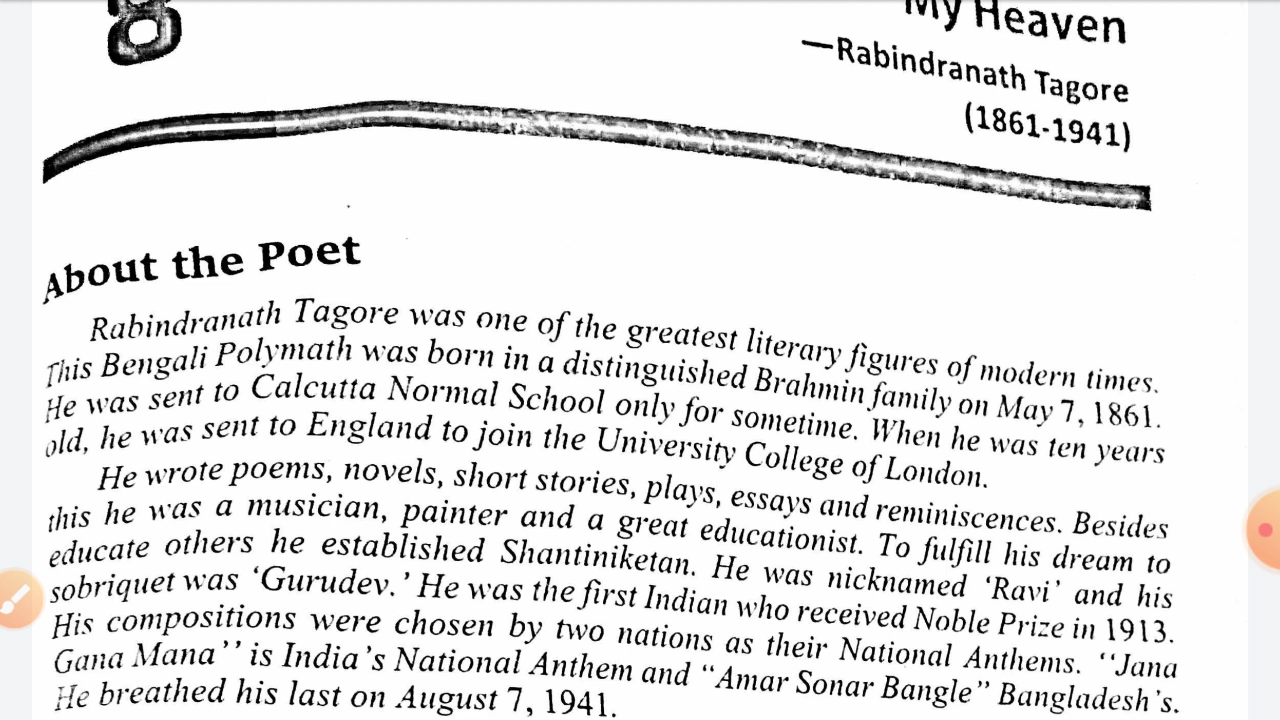 8
My Heaven
—Rabindranath Tagore
(1861-1941)
About the Poet
Rabindranath Tagore was one of the greatest literary figures of modern times.
This Bengali Polymath was born in a distinguished Brahmin family on May 7, 1861.
He was sent to Calcutta Normal School only for sometime. When he was ten years
old, he was sent to England to join the University College of London.
He wrote poems, novels, short stories, plays, essays and reminiscences. Besides
this he was a musician, painter and a great educationist. To fulfill his dream to
educate others he established Shantiniketan. He was nicknamed ‘Ravi’ and his
sobriquet was ‘Gurudev.’ He was the first Indian who received Noble Prize in 1913.
His compositions were chosen by two nations as their National Anthems. ‘‘Jana
Gana Mana’’ is India’s National Anthem and “Amar Sonar Bangle” Bangladesh’s.
He breathed his last on August 7, 1941.